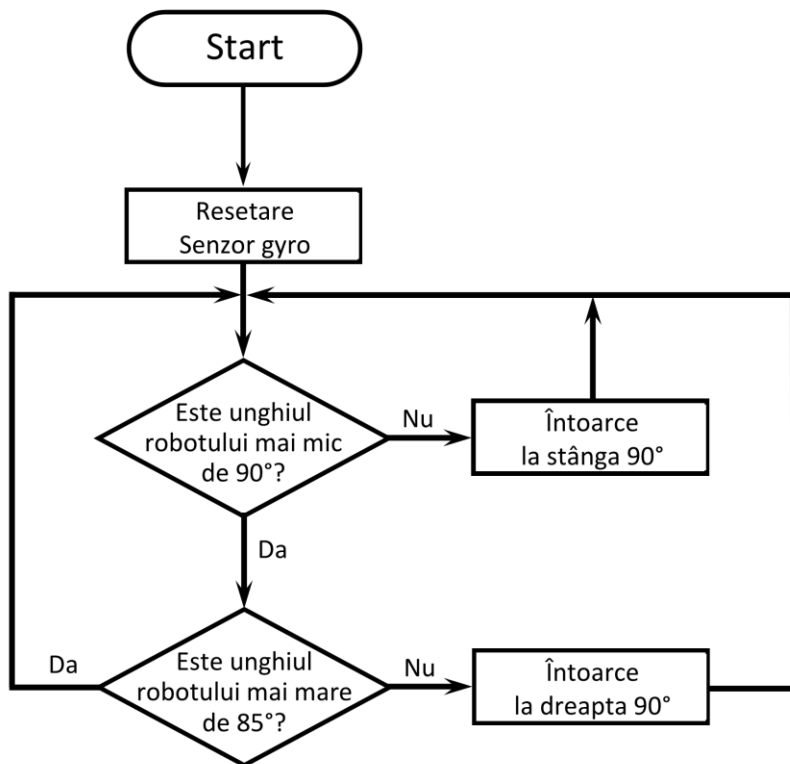 Start
Resetare
Senzor gyro
Este unghiul
robotului mai mic
de 90°?
Nu
Întoarce
la stânga 90°
Da
Este unghiul
robotului mai mare
de 85°?
Da
Nu
Întoarce
la dreapta 90°